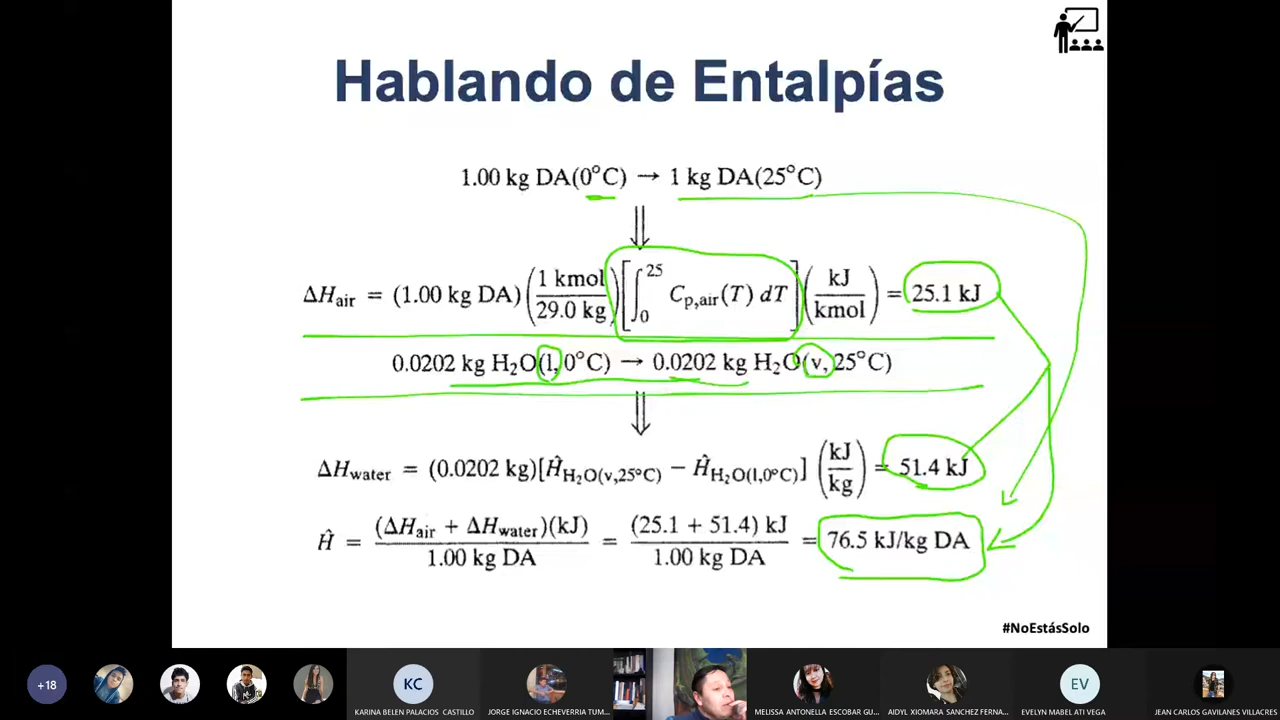 Hablando de Entalpías
1.00 kg DA(0°C) → 1 kg DA(25°C)
⇓
ΔH_air = (1.00 kg DA) (1 kmol / 29.0 kg) [∫_0^25 C_p,air(T) dT] (kJ / kmol) = 25.1 kJ
0.0202 kg H₂O(l, 0°C) → 0.0202 kg H₂O(v, 25°C)
⇓
ΔH_water = (0.0202 kg)[Ĥ_H₂O(v,25°C) − Ĥ_H₂O(l,0°C)] (kJ / kg) = 51.4 kJ
Ĥ = (ΔH_air + ΔH_water)(kJ) / 1.00 kg DA = (25.1 + 51.4) kJ / 1.00 kg DA = 76.5 kJ/kg DA
#NoEstásSolo
+18
KC
EV
KARINA BELEN PALACIOS CASTILLO
JORGE IGNACIO ECHEVERRIA TUM...
MELISSA ANTONELLA ESCOBAR GU...
AIDYL XIOMARA SANCHEZ FERNA...
EVELYN MABEL ATI VEGA
JEAN CARLOS GAVILANES VILLACRES